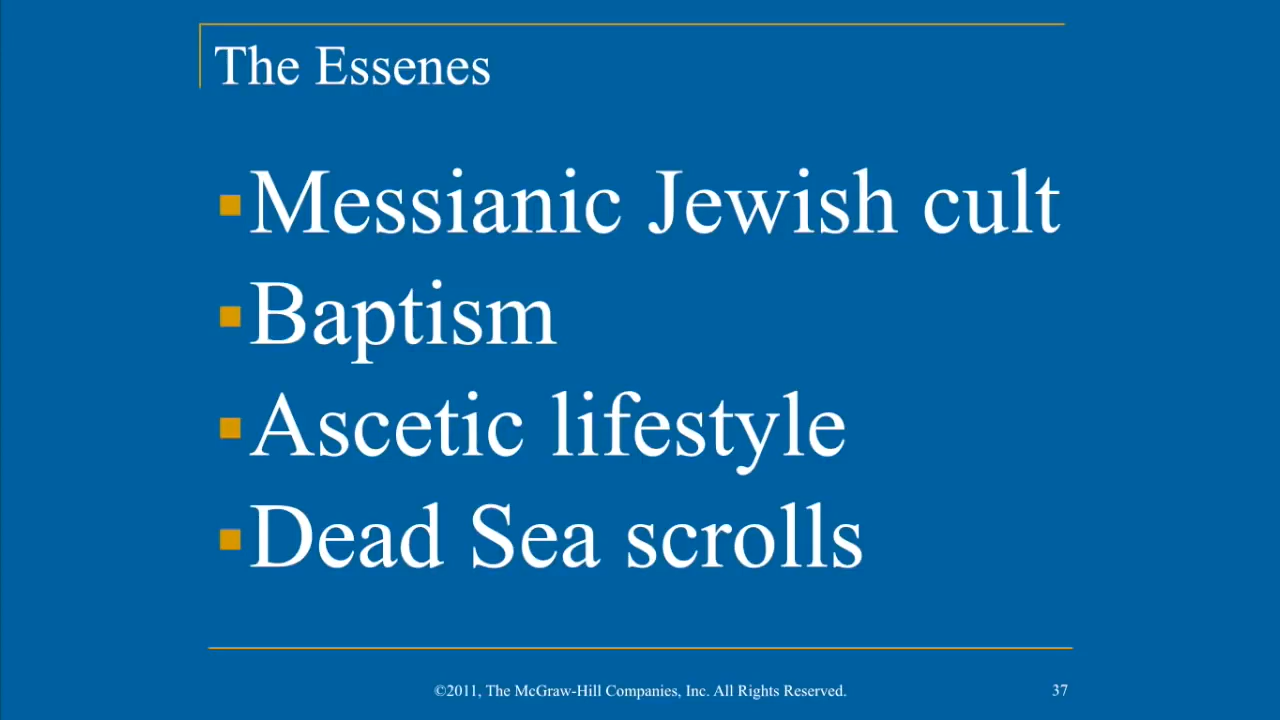 The Essenes
Messianic Jewish cult
Baptism
Ascetic lifestyle
Dead Sea scrolls
©2011, The McGraw-Hill Companies, Inc. All Rights Reserved.
37